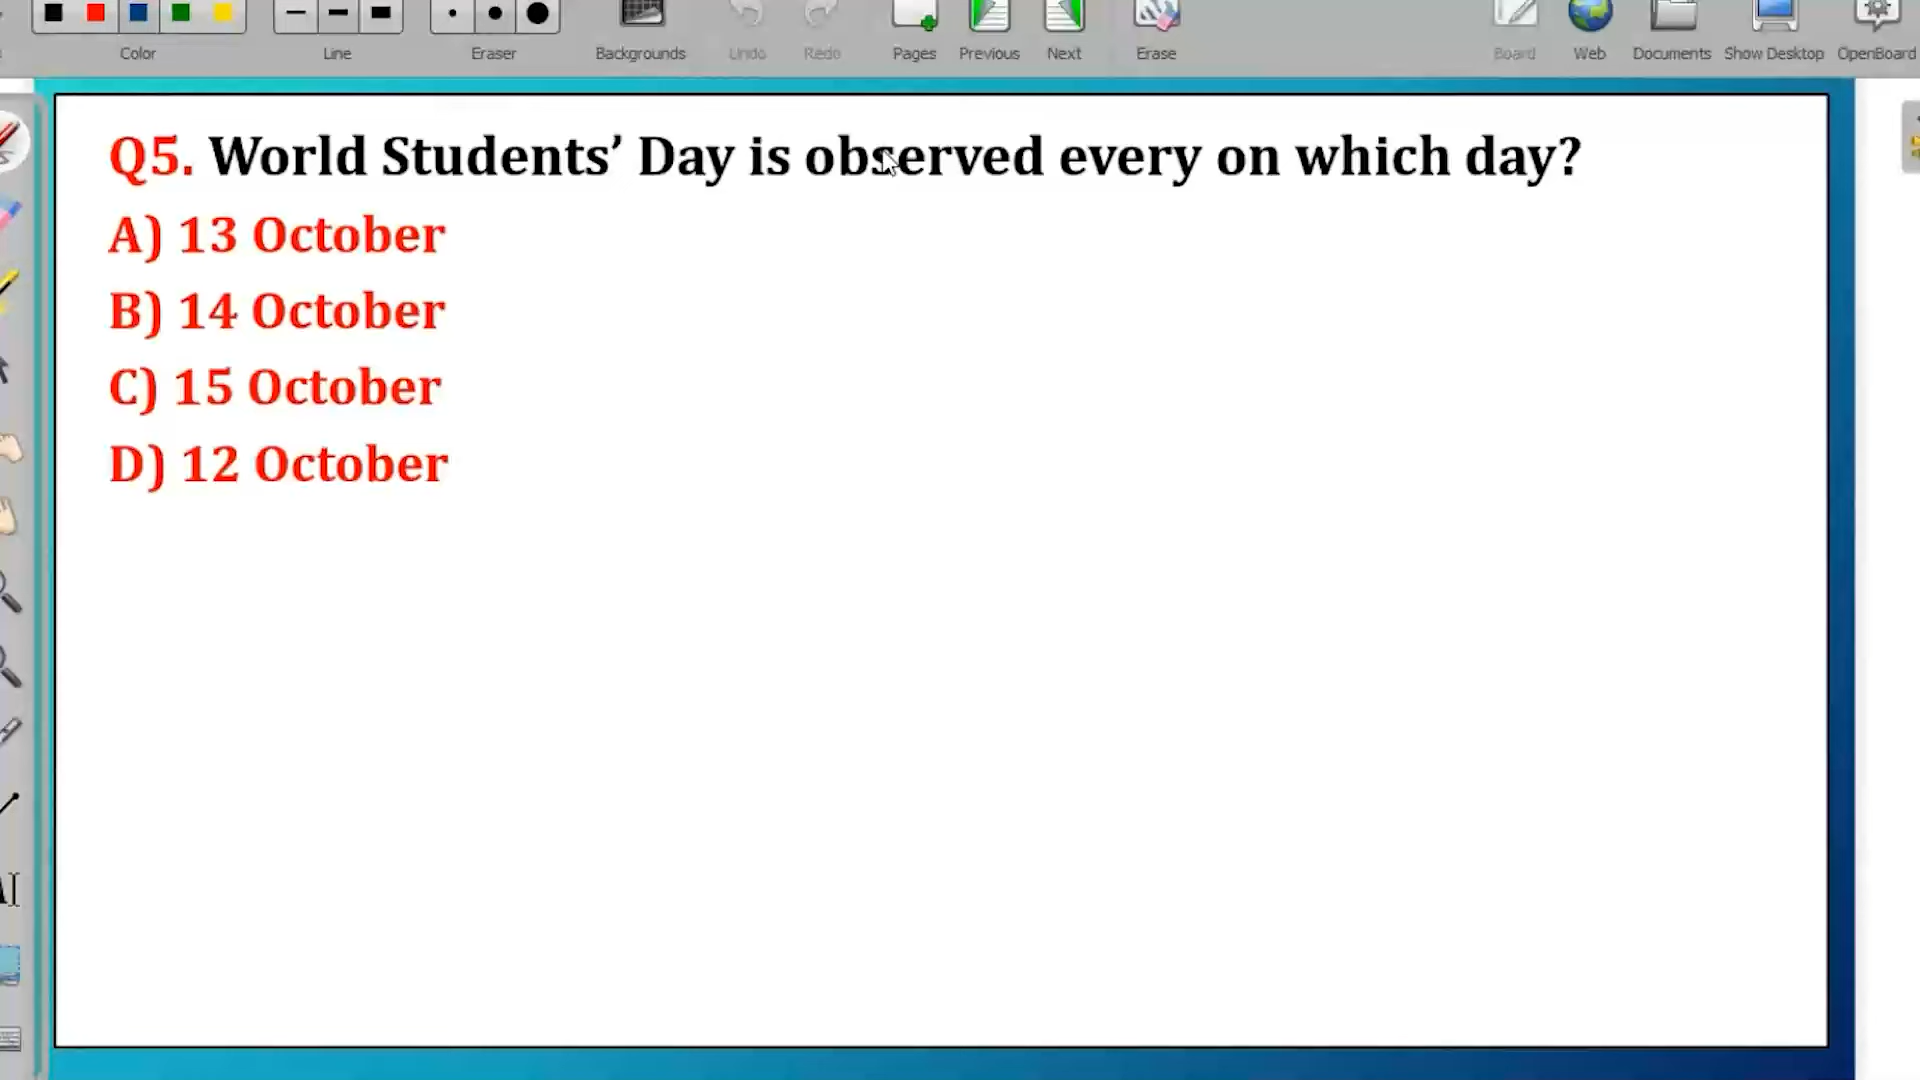 Color Line Eraser Backgrounds Undo Redo Pages Previous Next Erase Board Web Documents Show Desktop OpenBoard
Q5. World Students’ Day is observed every on which day?
A) 13 October
B) 14 October
C) 15 October
D) 12 October